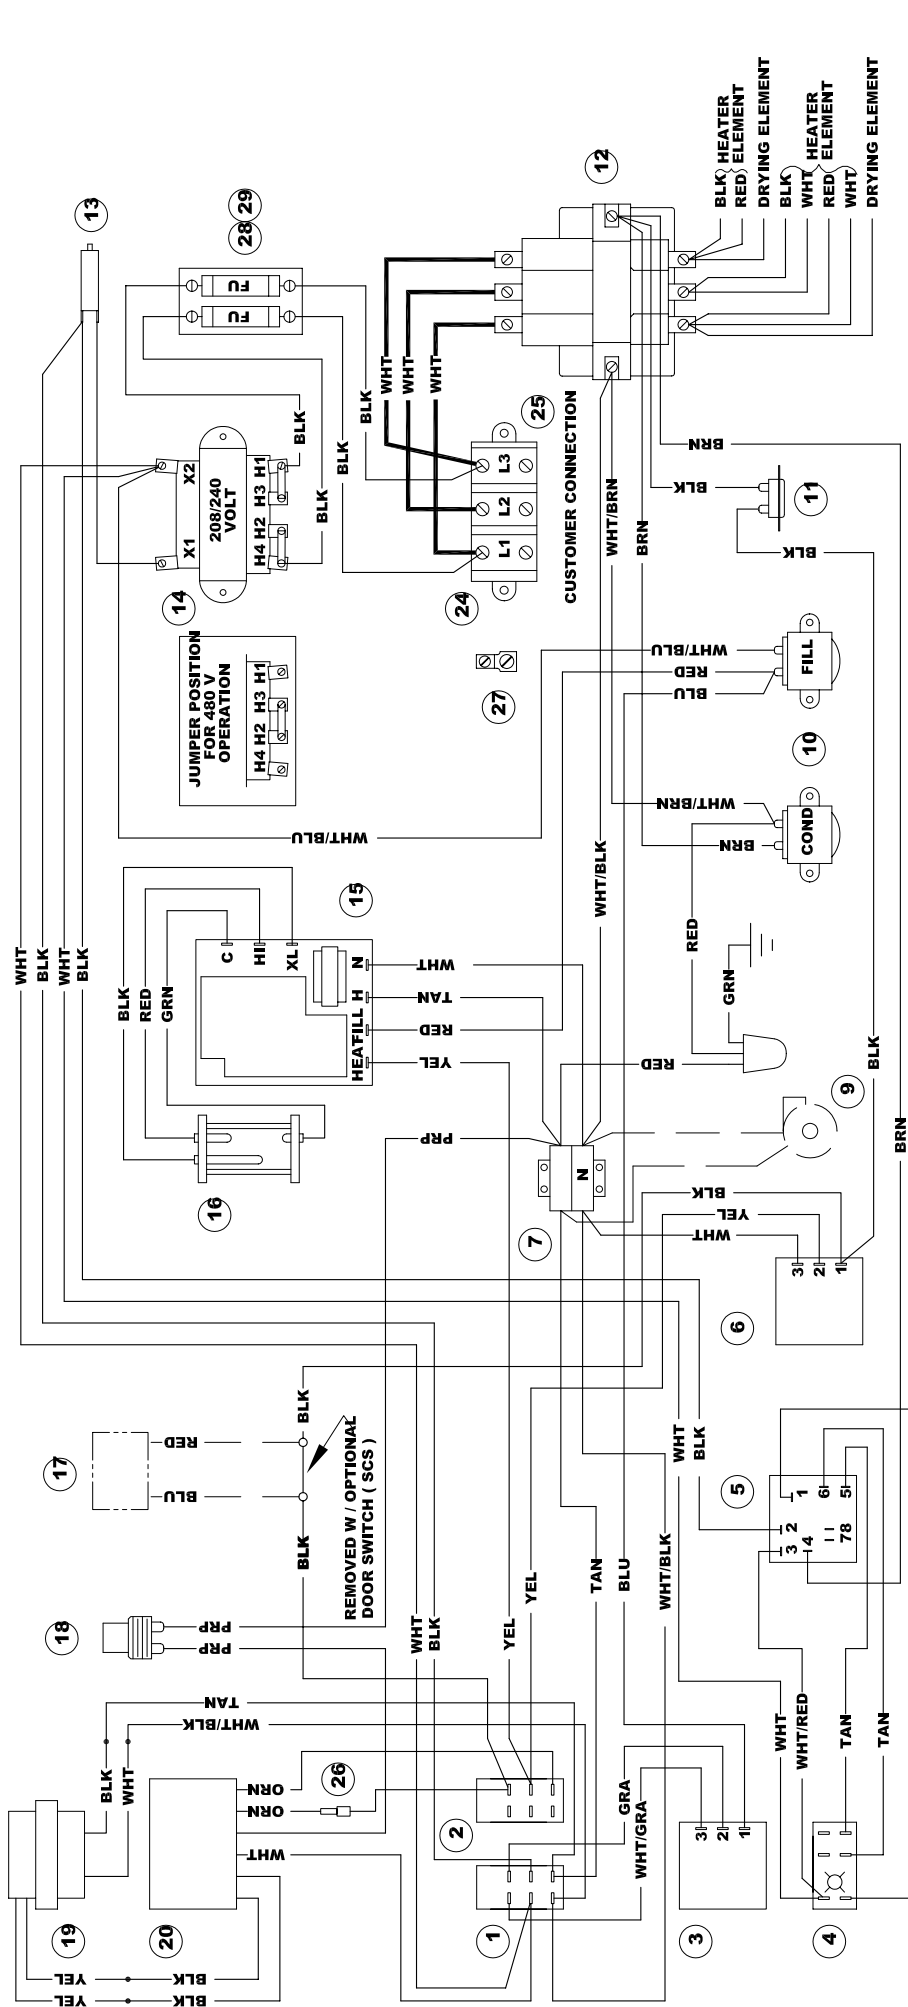 13
28 29
FU
FU
12
BLK
RED
HEATER
ELEMENT
DRYING ELEMENT
BLK
WHT
RED
WHT
HEATER
ELEMENT
DRYING ELEMENT
BLK
BLK
BLK
BLK
WHT
WHT
WHT
25
L3
L2
L1
CUSTOMER CONNECTION
24
27
X2
X1
208/240
VOLT
H4 H2 H3 H1
14
JUMPER POSITION
FOR 480 V
OPERATION
H4 H2 H3 H1
WHT/BRN
BRN
BRN
BLK
11
BLK
WHT/BLU
RED
BLU
FILL
10
WHT/BRN
BRN
COND
WHT/BLU
WHT/BLK
RED
GRN
WHT
BLK
WHT
BLK
BLK
RED
GRN
C
HI
XL
15
N
H
FILL
HEAT
WHT
TAN
RED
YEL
16
PRP
RED
N
7
9
BLK
BRN
BLK
YEL
WHT
3
2
1
6
17
RED
BLU
BLK
BLK
REMOVED W / OPTIONAL
DOOR SWITCH ( SCS )
18
PRP
PRP
WHT
BLK
YEL
YEL
TAN
BLU
WHT/BLK
WHT
BLK
5
1
2
3
4
6
5
78
TAN
WHT/BLK
BLK
WHT
ORN
ORN
WHT
26
2
1
GRA
WHT/GRA
3
2
1
3
WHT
WHT/RED
TAN
TAN
4
19
20
YEL
YEL
BLK
BLK